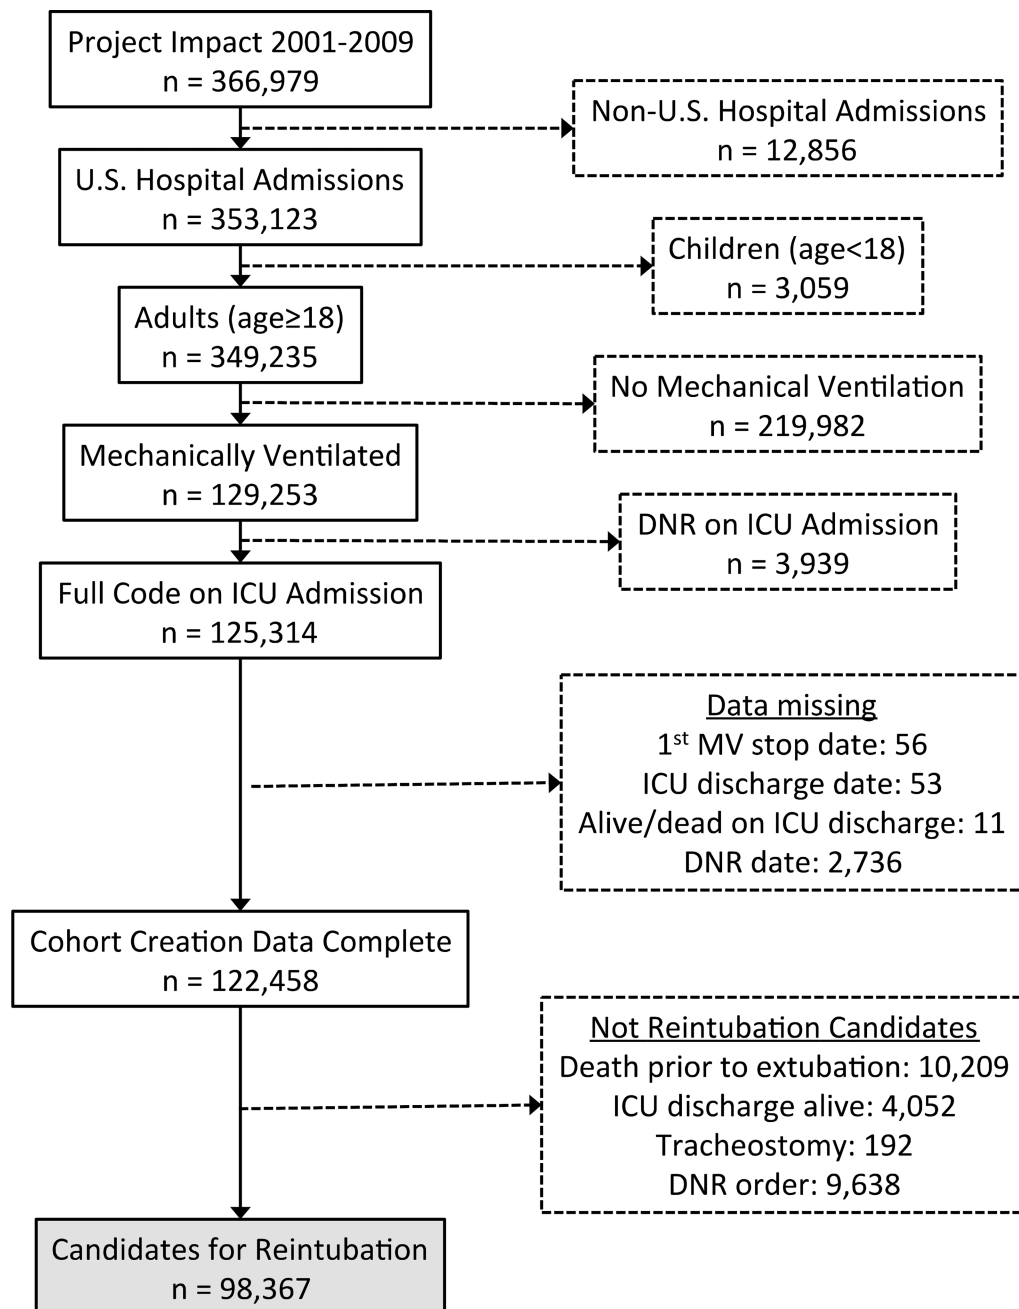 Project Impact 2001-2009
n = 366,979
Non-U.S. Hospital Admissions
n = 12,856
U.S. Hospital Admissions
n = 353,123
Children (age<18)
n = 3,059
Adults (age≥18)
n = 349,235
No Mechanical Ventilation
n = 219,982
Mechanically Ventilated
n = 129,253
DNR on ICU Admission
n = 3,939
Full Code on ICU Admission
n = 125,314
Data missing
1st MV stop date: 56
ICU discharge date: 53
Alive/dead on ICU discharge: 11
DNR date: 2,736
Cohort Creation Data Complete
n = 122,458
Not Reintubation Candidates
Death prior to extubation: 10,209
ICU discharge alive: 4,052
Tracheostomy: 192
DNR order: 9,638
Candidates for Reintubation
n = 98,367